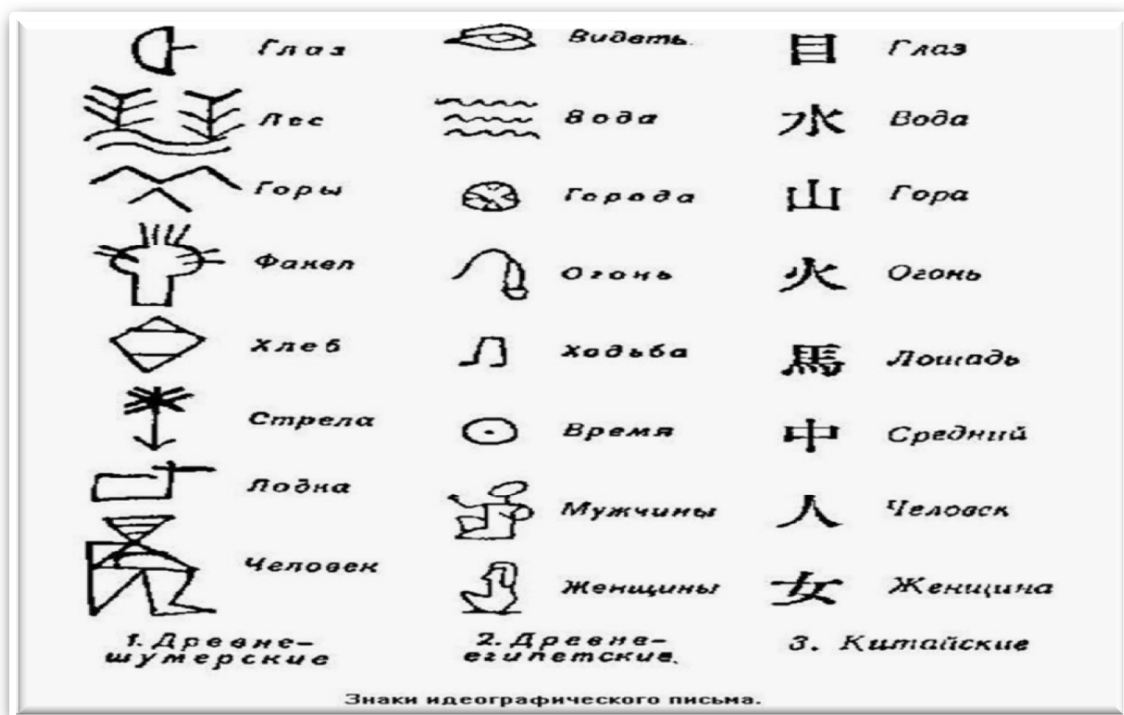 Глаз Видеть. 目 Глаз
Лес Вода 水 Вода
Горы Города 山 Гора
Факел Огонь 火 Огонь
Хлеб Ходьба 馬 Лошадь
Стрела Время 中 Средний
Лодка Мужчины 人 Человек
Человек Женщины 女 Женщина
1. Древне-
шумерские
2. Древне-
египетские.
3. Китайские
Знаки идеографического письма.